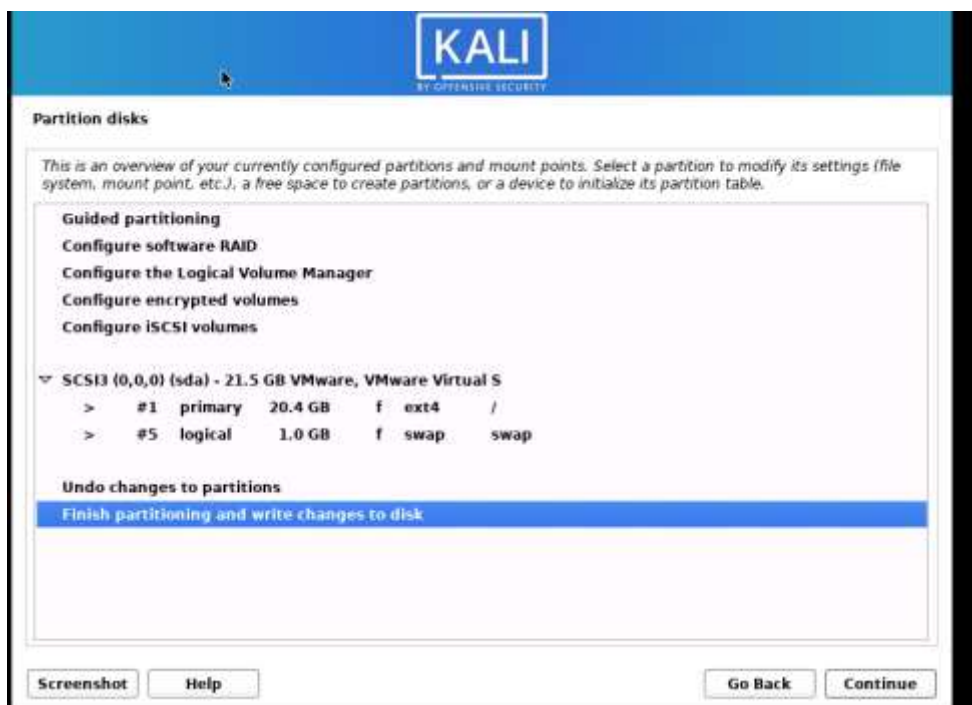 KALI
BY OFFENSIVE SECURITY
Partition disks
This is an overview of your currently configured partitions and mount points. Select a partition to modify its settings (file
system, mount point, etc.), a free space to create partitions, or a device to initialize its partition table.
Guided partitioning
Configure software RAID
Configure the Logical Volume Manager
Configure encrypted volumes
Configure iSCSI volumes
SCSI3 (0,0,0) (sda) - 21.5 GB VMware, VMware Virtual S
> #1 primary 20.4 GB f ext4 /
> #5 logical 1.0 GB f swap swap
Undo changes to partitions
Finish partitioning and write changes to disk
Screenshot Help Go Back Continue